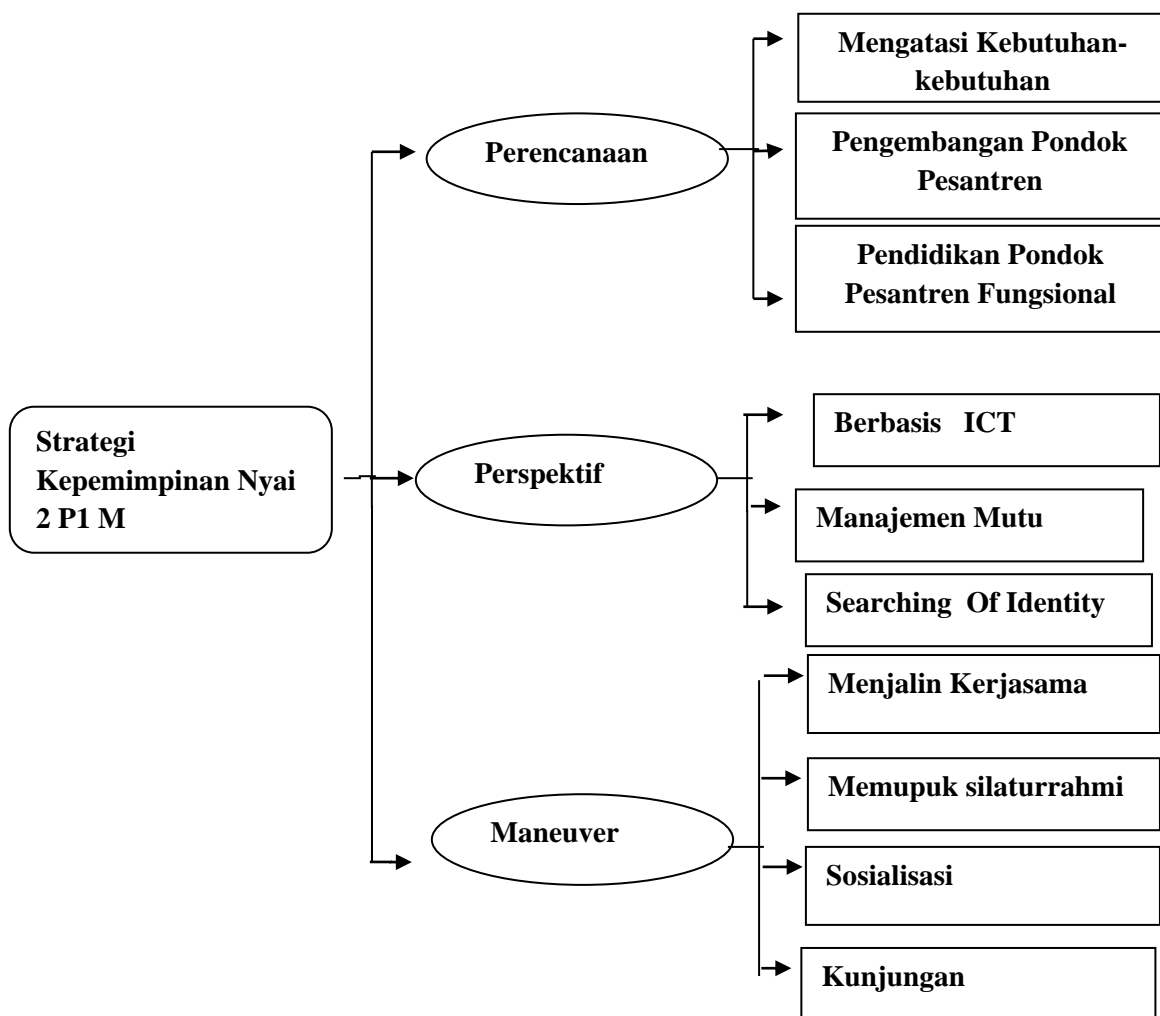 Mengatasi Kebutuhan-
kebutuhan
Perencanaan
Pengembangan Pondok
Pesantren
Pendidikan Pondok
Pesantren Fungsional
Strategi
Kepemimpinan Nyai
2 P1 M
Perspektif
Berbasis ICT
Manajemen Mutu
Searching Of Identity
Maneuver
Menjalin Kerjasama
Memupuk silaturrahmi
Sosialisasi
Kunjungan